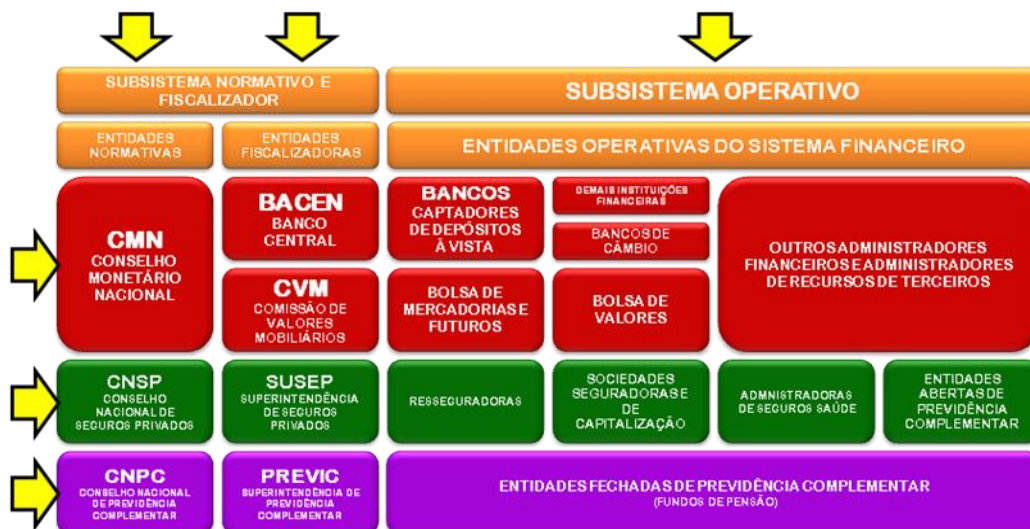 SUBSISTEMA NORMATIVO E
FISCALIZADOR
SUBSISTEMA OPERATIVO
ENTIDADES
NORMATIVAS
ENTIDADES
FISCALIZADORAS
ENTIDADES OPERATIVAS DO SISTEMA FINANCEIRO
CMN
CONSELHO
MONETÁRIO
NACIONAL
BACEN
BANCO
CENTRAL
CVM
COMISSÃO DE
VALORES
MOBILIÁRIOS
BANCOS
CAPTADORES
DE DEPÓSITOS
À VISTA
BOLSA DE
MERCADORIAS E
FUTUROS
DEMAIS INSTITUIÇÕES
FINANCEIRAS
BANCOS DE
CÂMBIO
BOLSA DE
VALORES
OUTROS ADMINISTRADORES
FINANCEIROS E ADMINISTRADORES
DE RECURSOS DE TERCEIROS
CNSP
CONSELHO
NACIONAL DE
SEGUROS PRIVADOS
SUSEP
SUPERINTENDÊNCIA
DE SEGUROS
PRIVADOS
RESSEGURADORAS
SOCIEDADES
SEGURADORAS E
DE
CAPITALIZAÇÃO
ADMNISTRADORAS
DE SEGUROS SAÚDE
ENTIDADES
ABERTAS DE
PREVIDÊNCIA
COMPLEMENTAR
CNPC
CONSELHO NACIONAL
DE PREVIDÊNCIA
COMPLEMENTAR
PREVIC
SUPERINTENDÊNCIA DE
PREVIDÊNCIA
COMPLEMENTAR
ENTIDADES FECHADAS DE PREVIDÊNCIA COMPLEMENTAR
(FUNDOS DE PENSÃO)